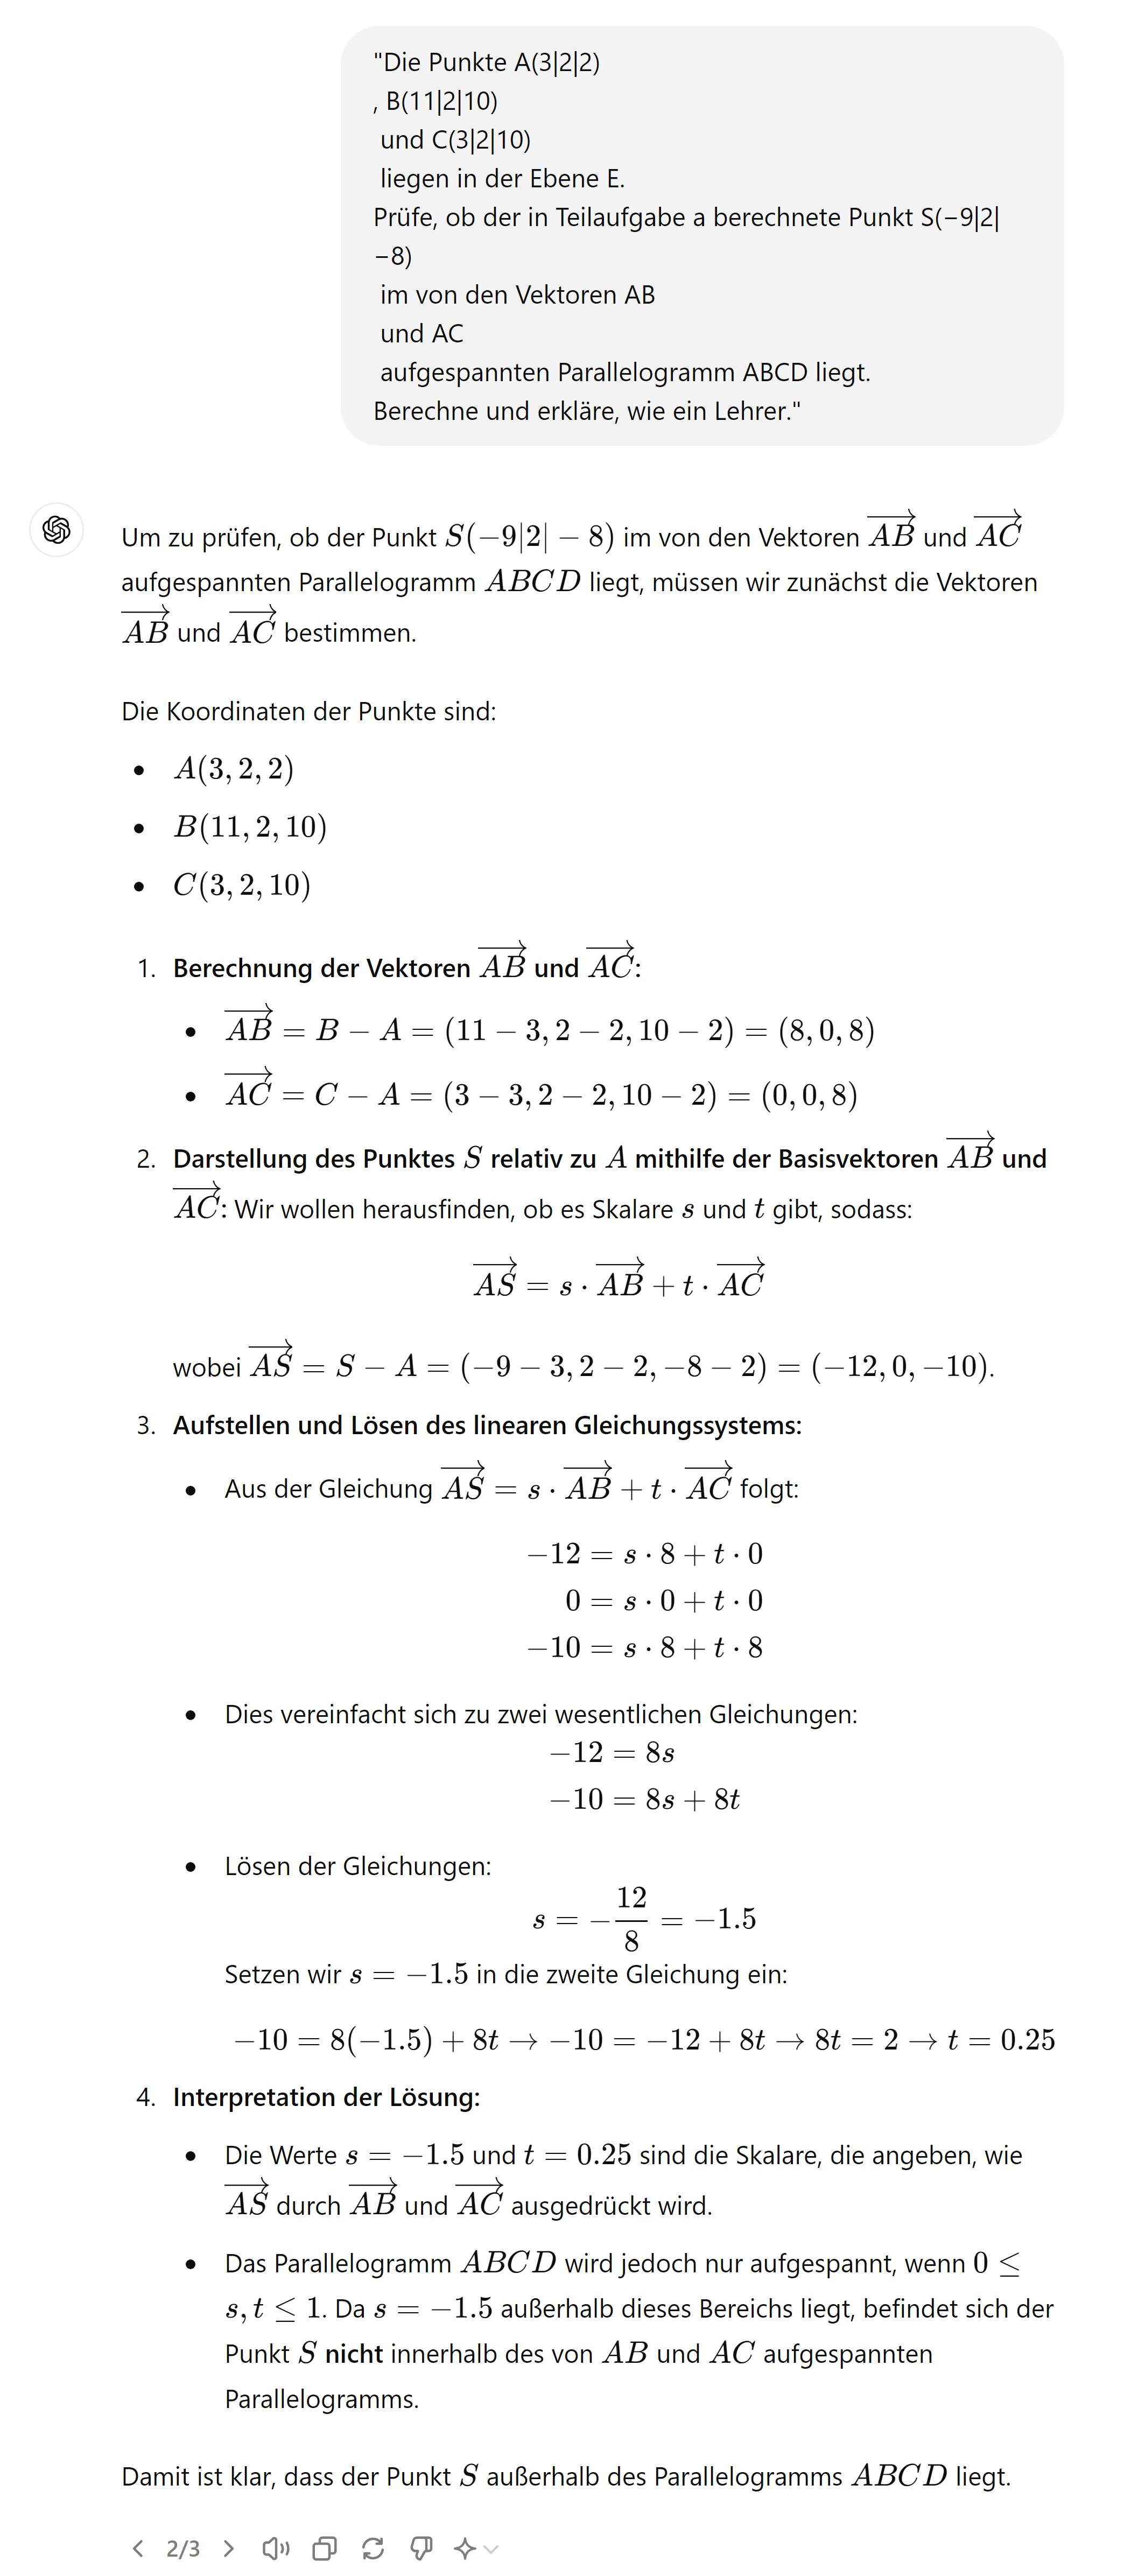 "Die Punkte A(3|2|2)
, B(11|2|10)
und C(3|2|10)
liegen in der Ebene E.
Prüfe, ob der in Teilaufgabe a berechnete Punkt S(−9|2|
−8)
im von den Vektoren AB
und AC
aufgespannten Parallelogramm ABCD liegt.
Berechne und erkläre, wie ein Lehrer."
Um zu prüfen, ob der Punkt $S(-9|2|-8)$ im von den Vektoren $\overrightarrow{AB}$ und $\overrightarrow{AC}$
aufgespannten Parallelogramm $ABCD$ liegt, müssen wir zunächst die Vektoren
$\overrightarrow{AB}$ und $\overrightarrow{AC}$ bestimmen.
Die Koordinaten der Punkte sind:
• $A(3, 2, 2)$
• $B(11, 2, 10)$
• $C(3, 2, 10)$
1. Berechnung der Vektoren $\overrightarrow{AB}$ und $\overrightarrow{AC}$:
• $\overrightarrow{AB} = B - A = (11 - 3, 2 - 2, 10 - 2) = (8, 0, 8)$
• $\overrightarrow{AC} = C - A = (3 - 3, 2 - 2, 10 - 2) = (0, 0, 8)$
2. Darstellung des Punktes $S$ relativ zu $A$ mithilfe der Basisvektoren $\overrightarrow{AB}$ und
$\overrightarrow{AC}$: Wir wollen herausfinden, ob es Skalare $s$ und $t$ gibt, sodass:
$\overrightarrow{AS} = s \cdot \overrightarrow{AB} + t \cdot \overrightarrow{AC}$
wobei $\overrightarrow{AS} = S - A = (-9 - 3, 2 - 2, -8 - 2) = (-12, 0, -10)$.
3. Aufstellen und Lösen des linearen Gleichungssystems:
• Aus der Gleichung $\overrightarrow{AS} = s \cdot \overrightarrow{AB} + t \cdot \overrightarrow{AC}$ folgt:
$-12 = s \cdot 8 + t \cdot 0$
$0 = s \cdot 0 + t \cdot 0$
$-10 = s \cdot 8 + t \cdot 8$
• Dies vereinfacht sich zu zwei wesentlichen Gleichungen:
$-12 = 8s$
$-10 = 8s + 8t$
• Lösen der Gleichungen:
$s = -\frac{12}{8} = -1.5$
Setzen wir $s = -1.5$ in die zweite Gleichung ein:
$-10 = 8(-1.5) + 8t \rightarrow -10 = -12 + 8t \rightarrow 8t = 2 \rightarrow t = 0.25$
4. Interpretation der Lösung:
• Die Werte $s = -1.5$ und $t = 0.25$ sind die Skalare, die angeben, wie
$\overrightarrow{AS}$ durch $\overrightarrow{AB}$ und $\overrightarrow{AC}$ ausgedrückt wird.
• Das Parallelogramm $ABCD$ wird jedoch nur aufgespannt, wenn $0 \leq$
$s, t \leq 1$. Da $s = -1.5$ außerhalb dieses Bereichs liegt, befindet sich der
Punkt $S$ nicht innerhalb des von $AB$ und $AC$ aufgespannten
Parallelogramms.
Damit ist klar, dass der Punkt $S$ außerhalb des Parallelogramms $ABCD$ liegt.
2/3